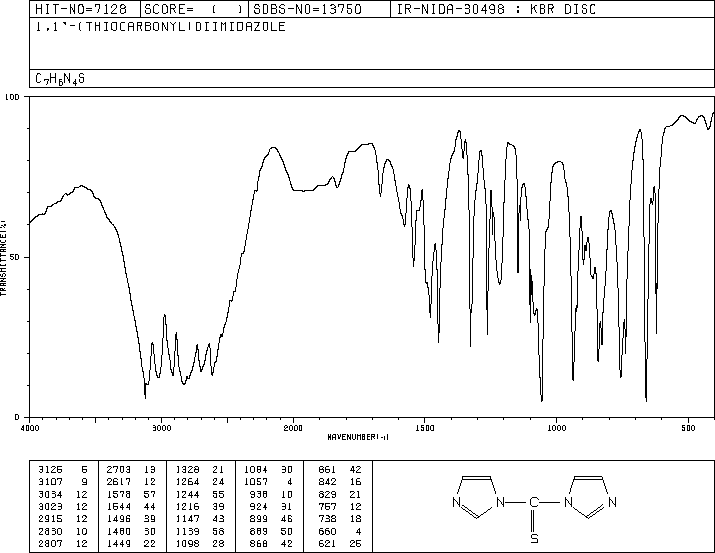 HIT-NO=7128 SCORE= ( ) SDBS-NO=13750 IR-NIDA-30498 : KBR DISC
1,1'-(THIOCARBONYL)DIIMIDAZOLE
C7H6N4S
100
50
0
TRANSMITTANCE(%)
4000 3000 2000 1500 1000 500
WAVENUMBER(-1)
3126 6 2703 13 1328 21 1084 30 861 42
3107 9 2617 12 1264 24 1057 4 842 16
3034 12 1578 57 1244 55 938 10 829 21
3023 12 1544 44 1216 39 924 31 757 12
2915 12 1496 39 1147 43 899 46 738 18
2830 10 1480 30 1139 58 889 50 660 4
2807 12 1449 22 1098 28 868 42 621 25
N N C N N
S